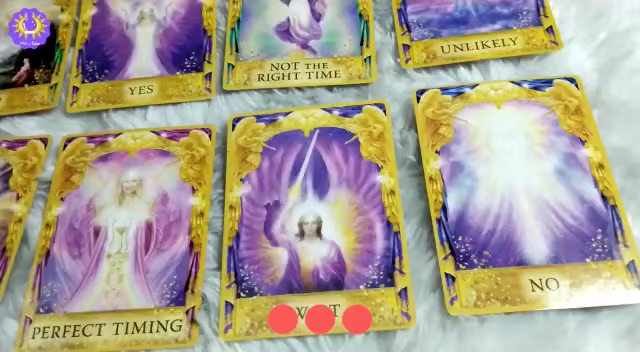 YES
NOT THE
RIGHT TIME
UNLIKELY
PERFECT TIMING
NO